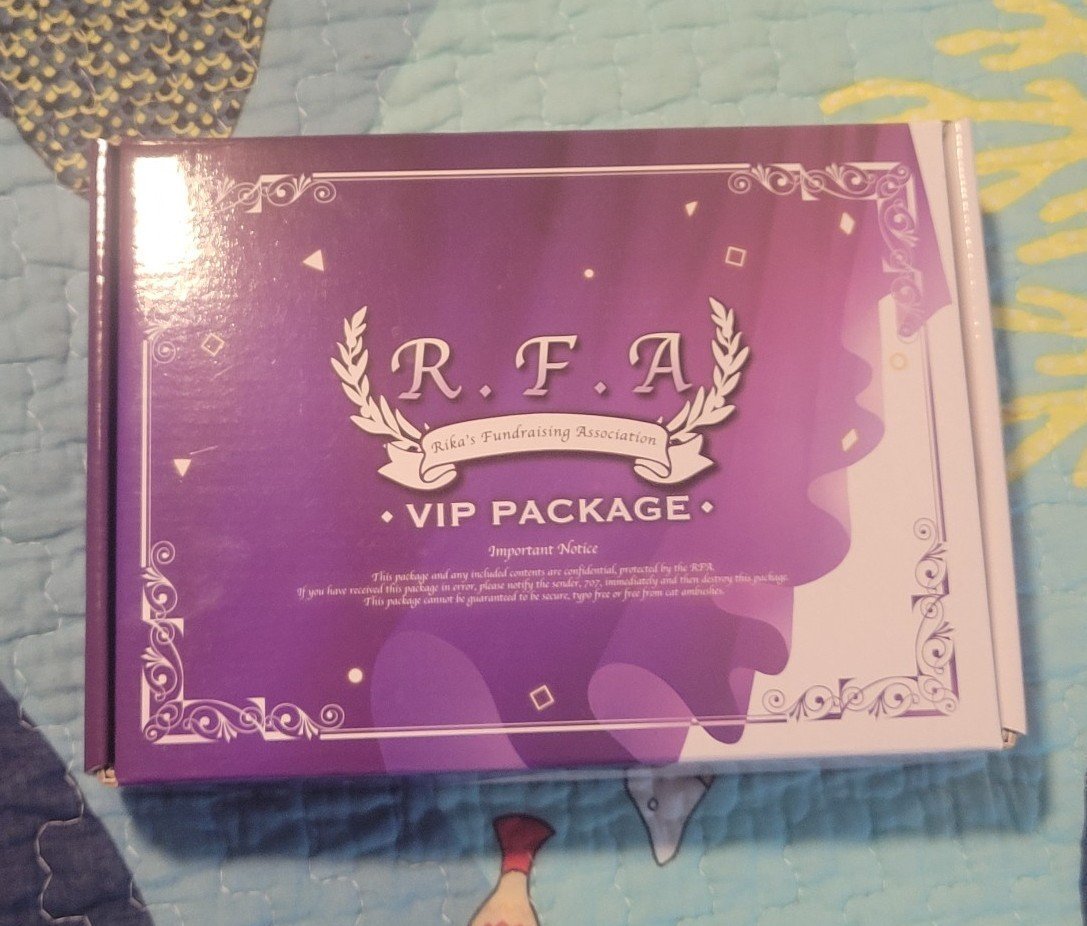 R.F.A
Rika's Fundraising Association
• VIP PACKAGE •
Important Notice
This package and any included contents are confidential, protected by the RFA.
If you have received this package in error, please notify the sender, 707, immediately and then destroy this package.
This package cannot be guaranteed to be secure, typo free or free from cat ambushes.